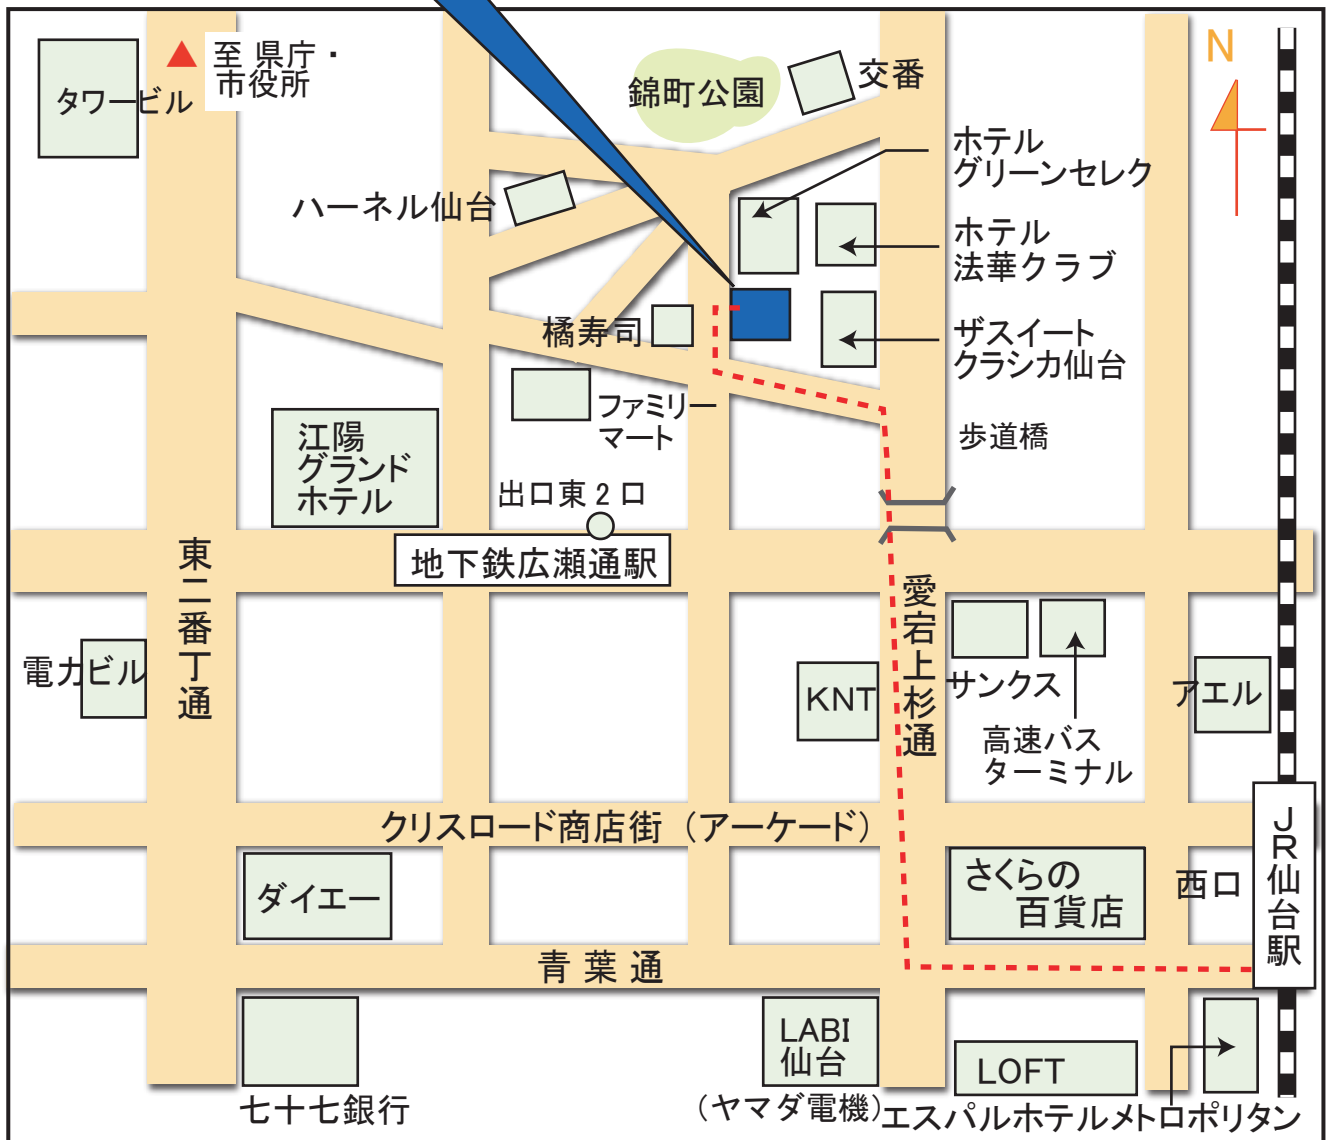 タワービル
至 県庁・
市役所
錦町公園
交番
N
ホテル
グリーンセレク
ハーネル仙台
ホテル
法華クラブ
橘寿司
ザスイート
クラシカ仙台
ファミリー
マート
歩道橋
江陽
グランド
ホテル
出口東2口
地下鉄広瀬通駅
東二番丁通
愛宕上杉通
電力ビル
KNT
サンクス
高速バス
ターミナル
アエル
クリスロード商店街(アーケード)
ダイエー
さくらの
百貨店
西口
JR仙台駅
青葉通
七十七銀行
LABI
仙台
(ヤマダ電機)
LOFT
エスパルホテルメトロポリタン